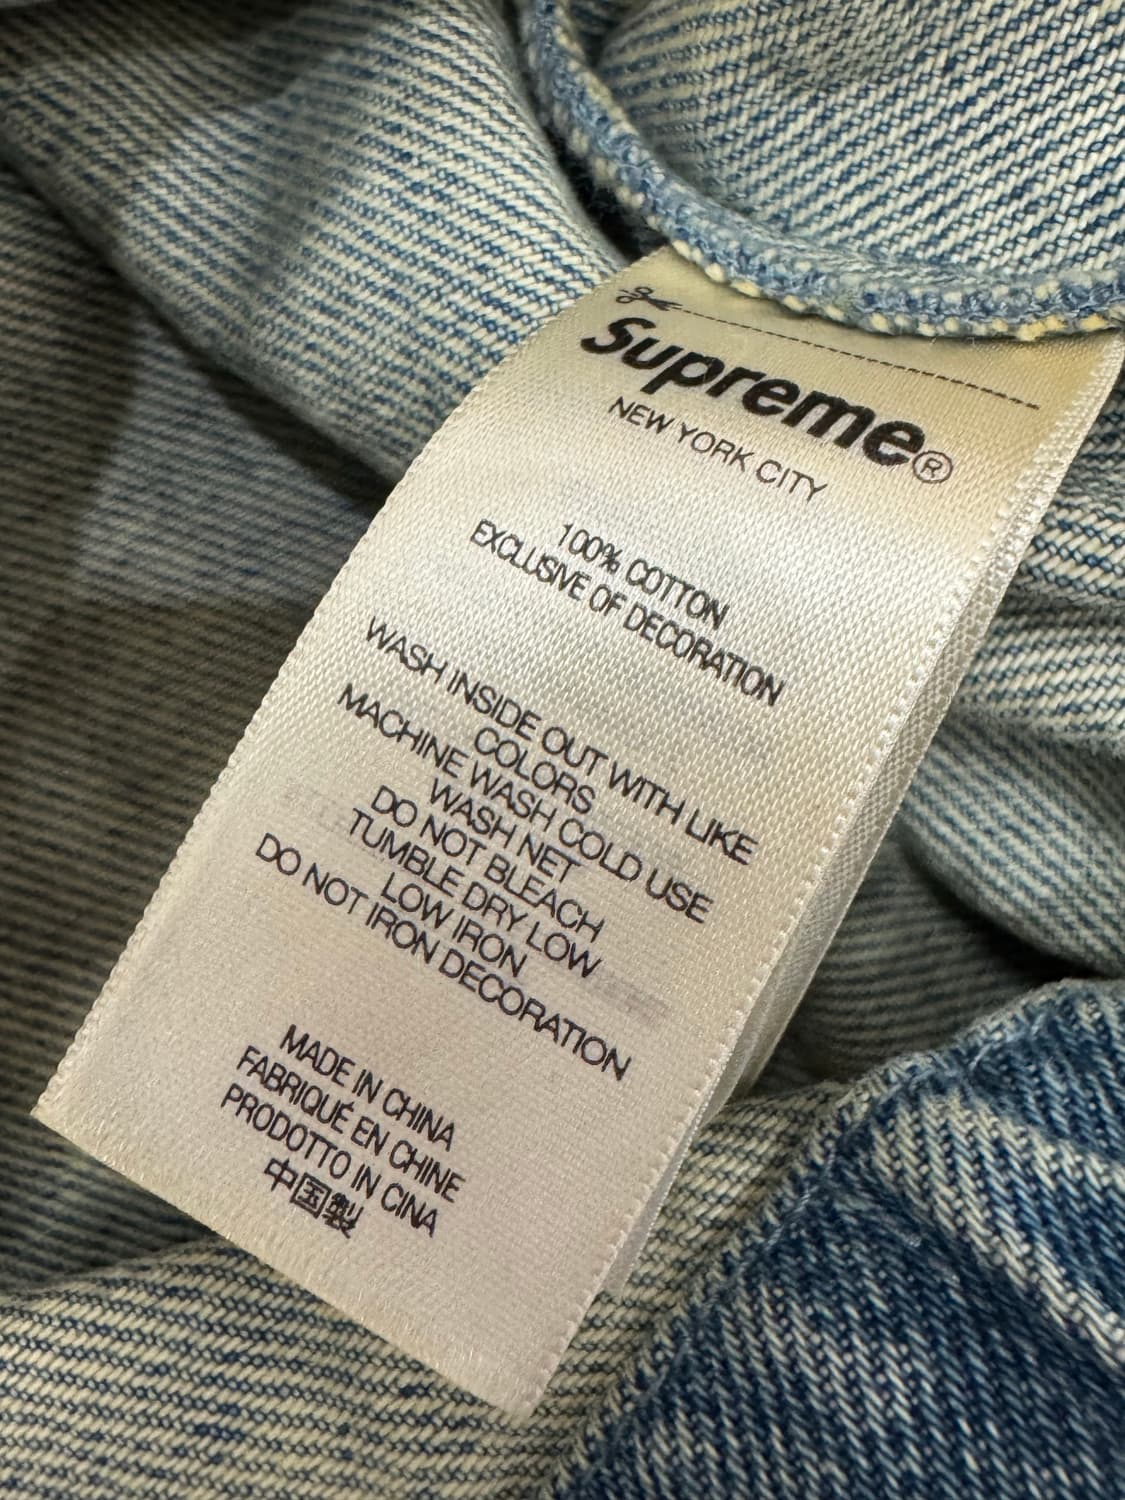 Supreme®
NEW YORK CITY
100% COTTON
EXCLUSIVE OF DECORATION
WASH INSIDE OUT WITH LIKE
COLORS
MACHINE WASH COLD USE
WASH NET
DO NOT BLEACH
TUMBLE DRY LOW
LOW IRON
DO NOT IRON DECORATION
MADE IN CHINA
FABRIQUÉ EN CHINE
PRODOTTO IN CINA
中国製